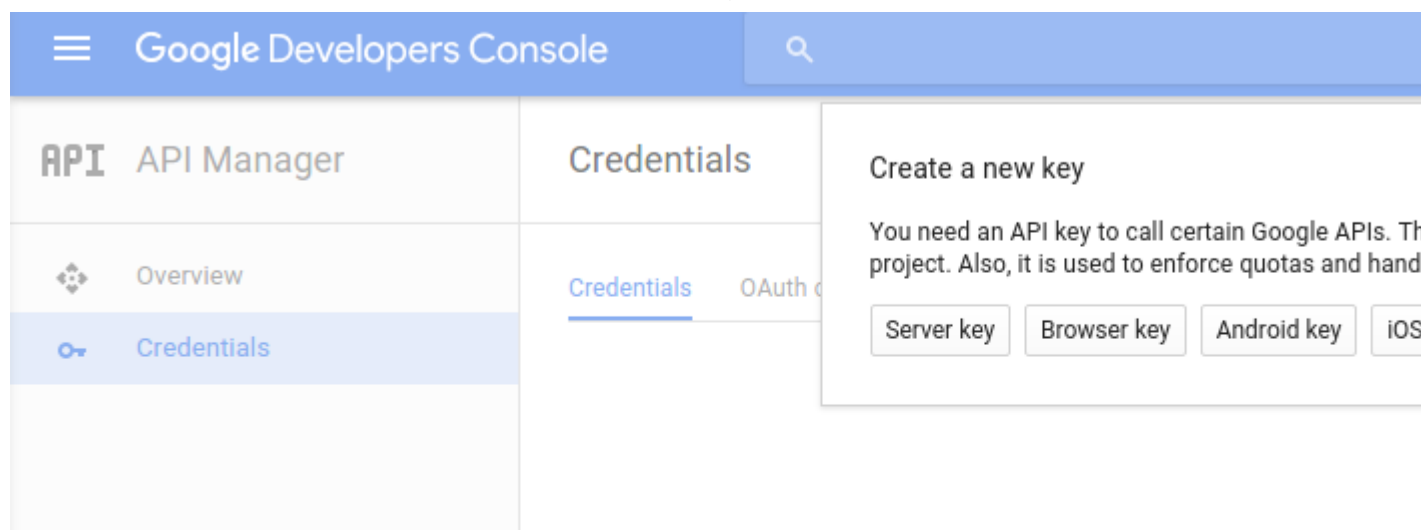 Google Developers Console
API API Manager
Overview
Credentials
Credentials
Credentials OAuth
Create a new key
You need an API key to call certain Google APIs.
project. Also, it is used to enforce quotas and
Server key Browser key Android key iOS